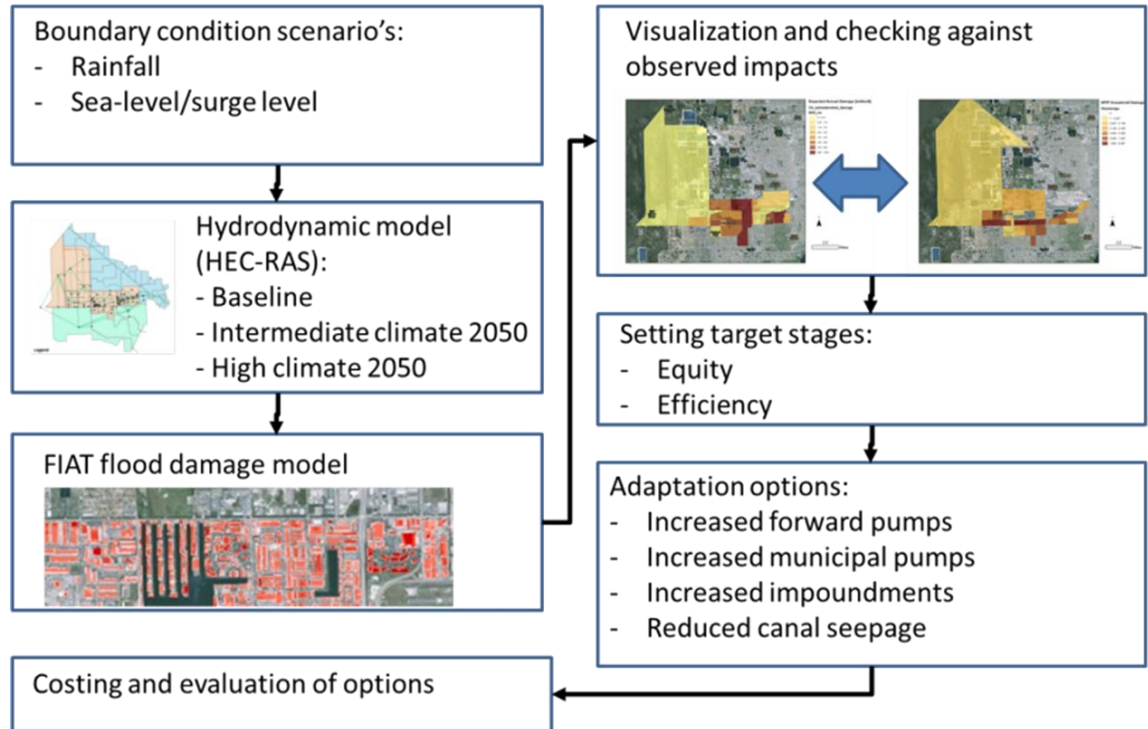 Boundary condition scenario's:
- Rainfall
- Sea-level/surge level
Hydrodynamic model
(HEC-RAS):
- Baseline
- Intermediate climate 2050
- High climate 2050
FIAT flood damage model
Visualization and checking against
observed impacts
Setting target stages:
- Equity
- Efficiency
Adaptation options:
- Increased forward pumps
- Increased municipal pumps
- Increased impoundments
- Reduced canal seepage
Costing and evaluation of options